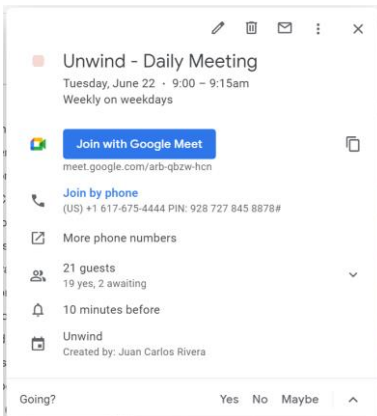 Unwind - Daily Meeting
Tuesday, June 22 · 9:00 – 9:15am
Weekly on weekdays
Join with Google Meet
meet.google.com/arb-qbzw-hcn
Join by phone
(US) +1 617-675-4444 PIN: 928 727 845 8878#
More phone numbers
21 guests
19 yes, 2 awaiting
10 minutes before
Unwind
Created by: Juan Carlos Rivera
Going? Yes No Maybe